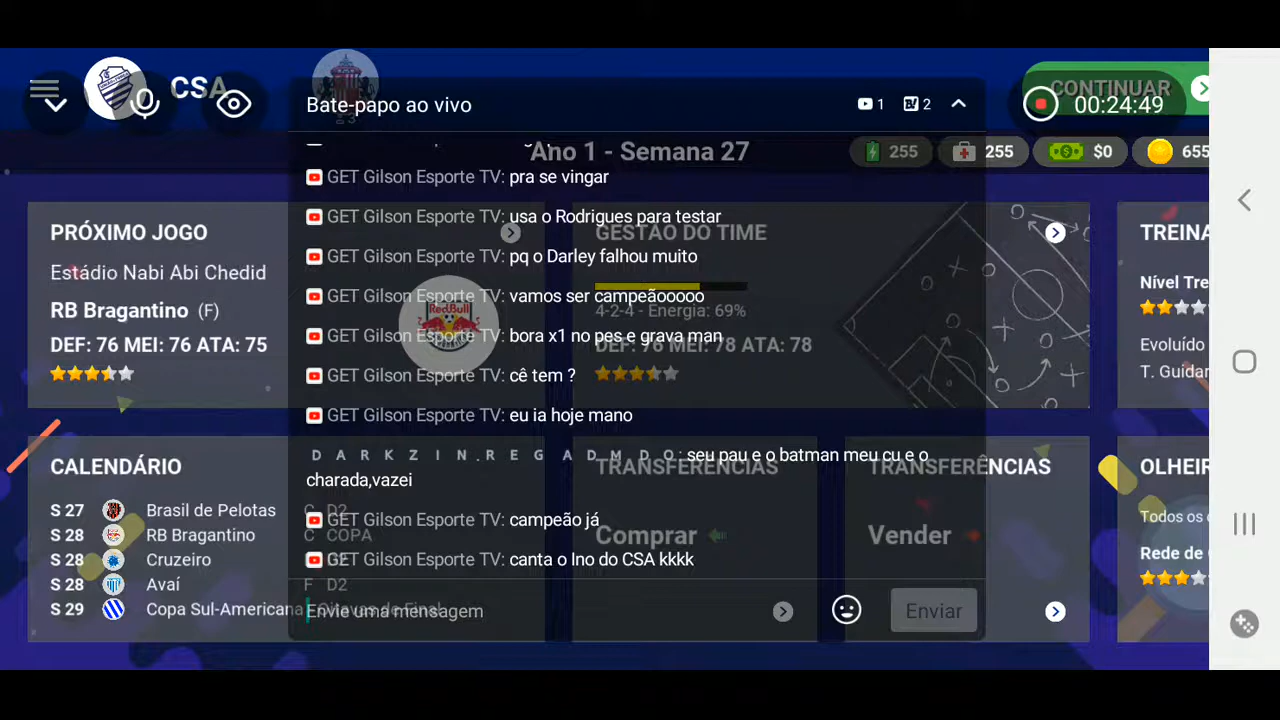 CSA
CONTINUAR
00:24:49
Bate-papo ao vivo
1
2
Ano 1 - Semana 27
255
255
$0
655
PRÓXIMO JOGO
Estádio Nabi Abi Chedid
RB Bragantino (F)
DEF: 76 MEI: 76 ATA: 75
RedBull
GESTÃO DO TIME
4-2-4 - Energia: 69%
DEF: 76 MEI: 78 ATA: 78
TREINA
Nível Tre
Evoluído
T. Guidar
GET Gilson Esporte TV: pra se vingar
GET Gilson Esporte TV: usa o Rodrigues para testar
GET Gilson Esporte TV: pq o Darley falhou muito
GET Gilson Esporte TV: vamos ser campeãooooo
GET Gilson Esporte TV: bora x1 no pes e grava man
GET Gilson Esporte TV: cê tem ?
GET Gilson Esporte TV: eu ia hoje mano
D A R K Z I N . R E G A D M D O: seu pau e o batman meu cu e o
charada,vazei
GET Gilson Esporte TV: campeão já
GET Gilson Esporte TV: canta o Ino do CSA kkkk
Envie uma mensagem
Enviar
CALENDÁRIO
S 27 Brasil de Pelotas C D2
S 28 RB Bragantino C COPA
S 28 Cruzeiro
S 28 Avaí F D2
S 29 Copa Sul-Americana
TRANSFERÊNCIAS
Comprar
TRANSFERÊNCIAS
Vender
OLHEIR
Todos os
Rede de